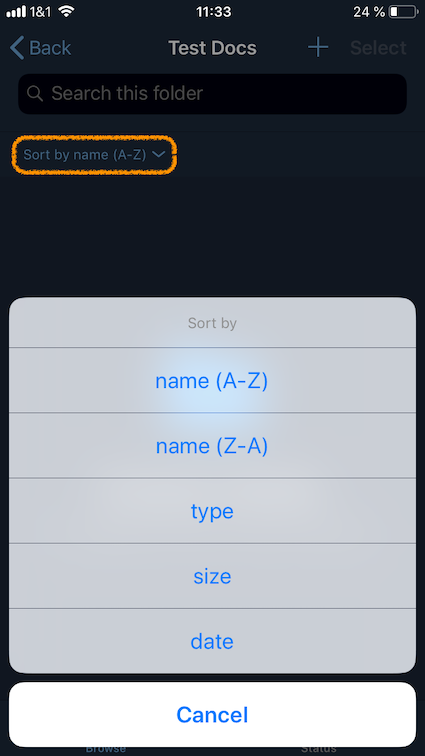 1&1 11:33 24 %
Back Test Docs + Select
Search this folder
Sort by name (A-Z)
Sort by
name (A-Z)
name (Z-A)
type
size
date
Cancel
Browse Status